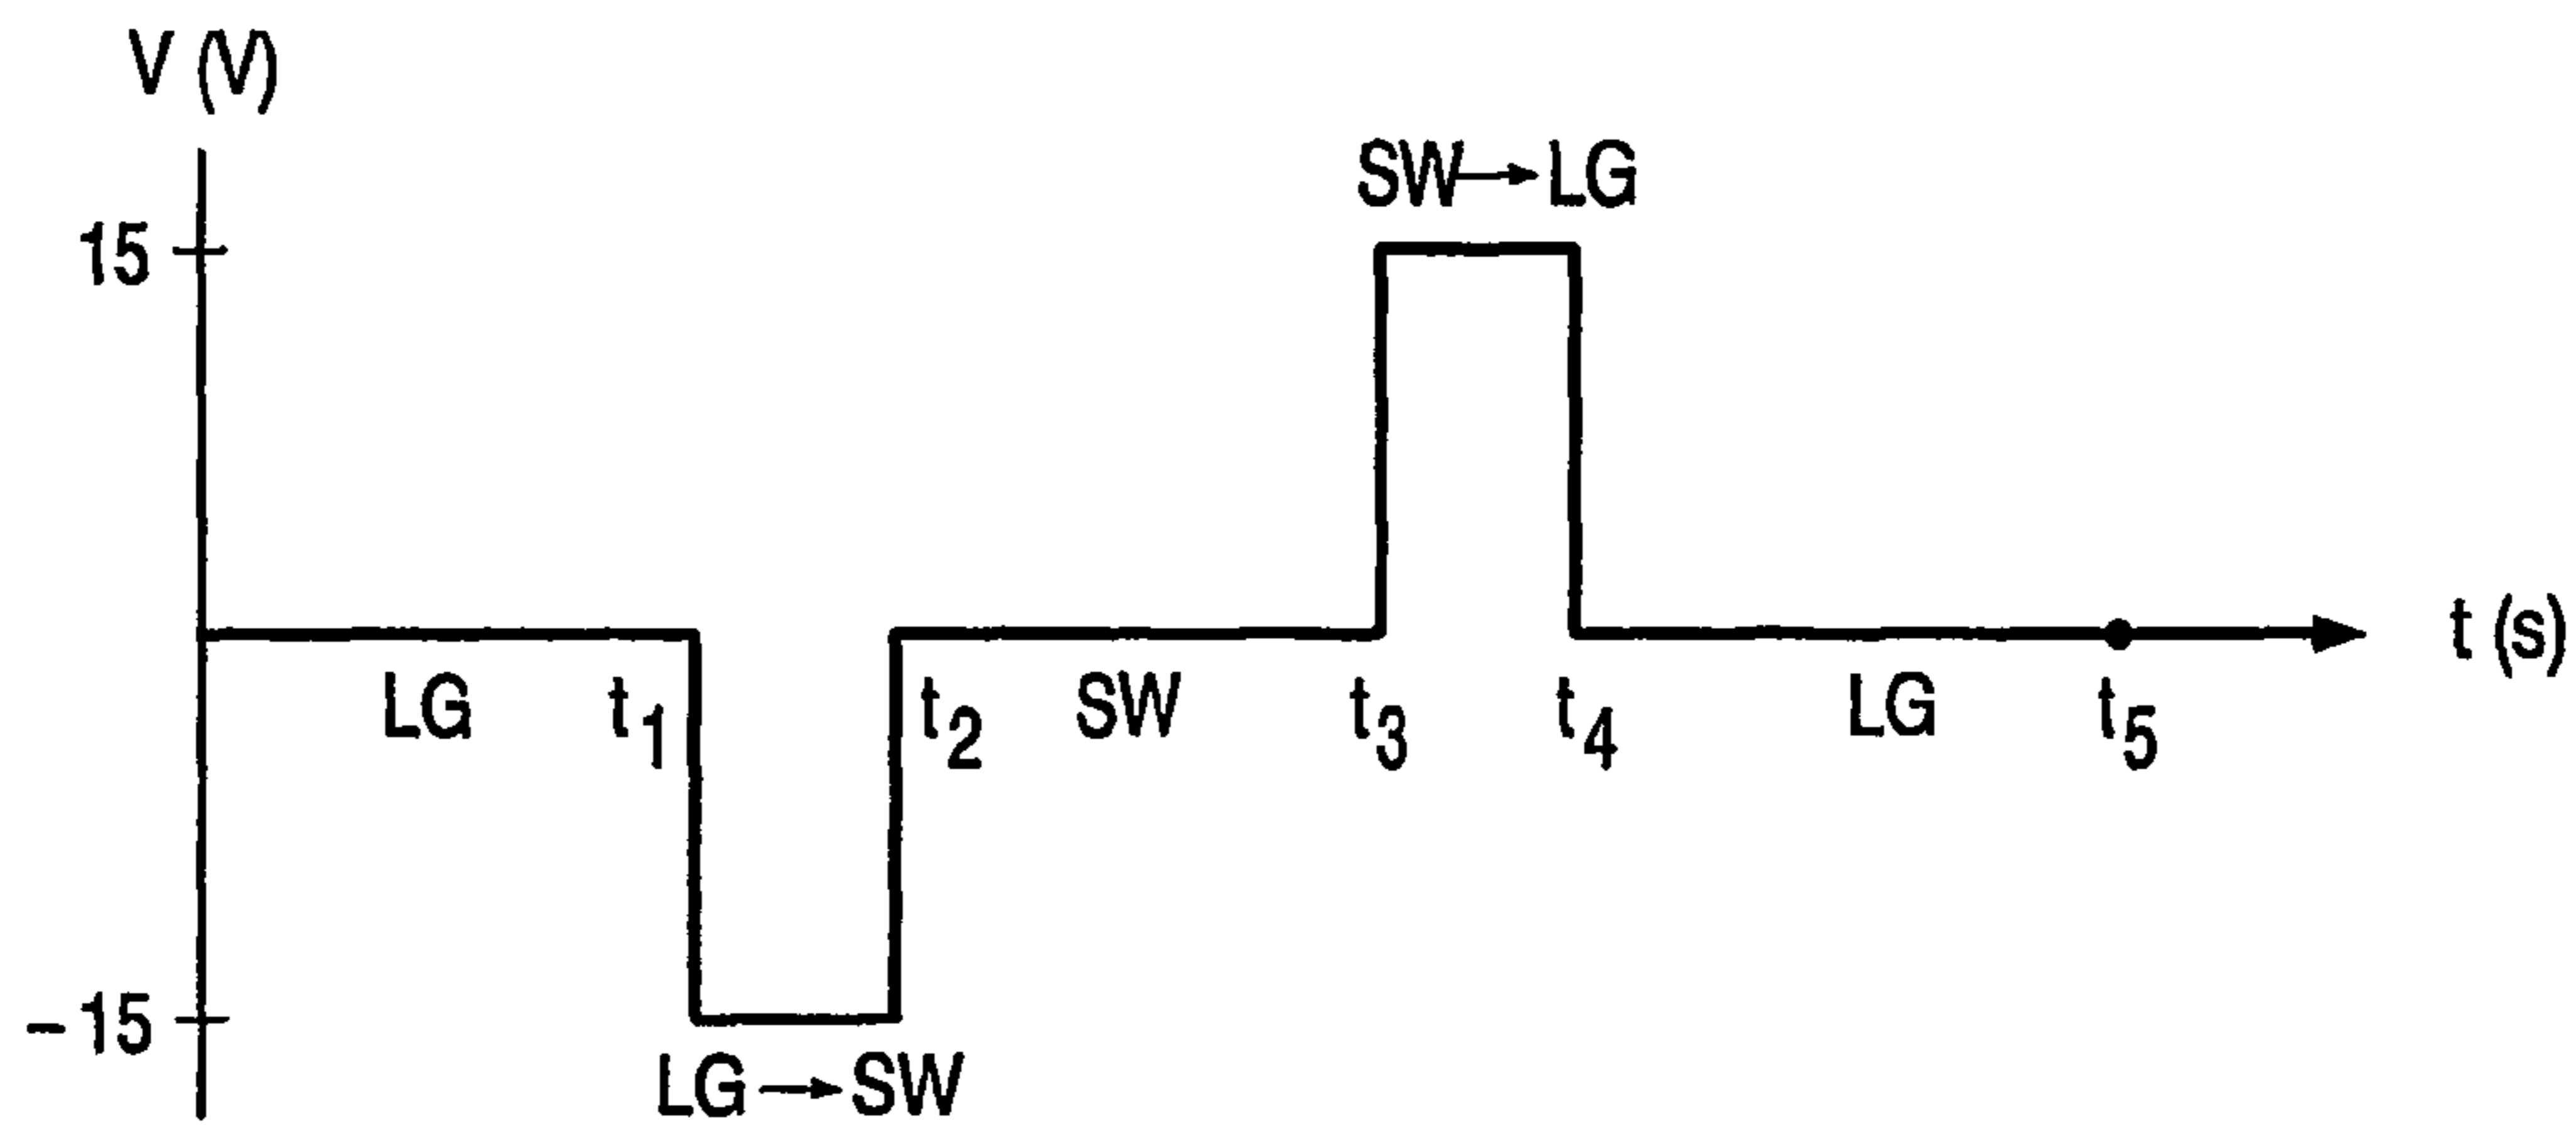 V (V)
SW→LG
15
t (s)
LG t1 t2 SW t3 t4 LG t5
-15
LG→SW